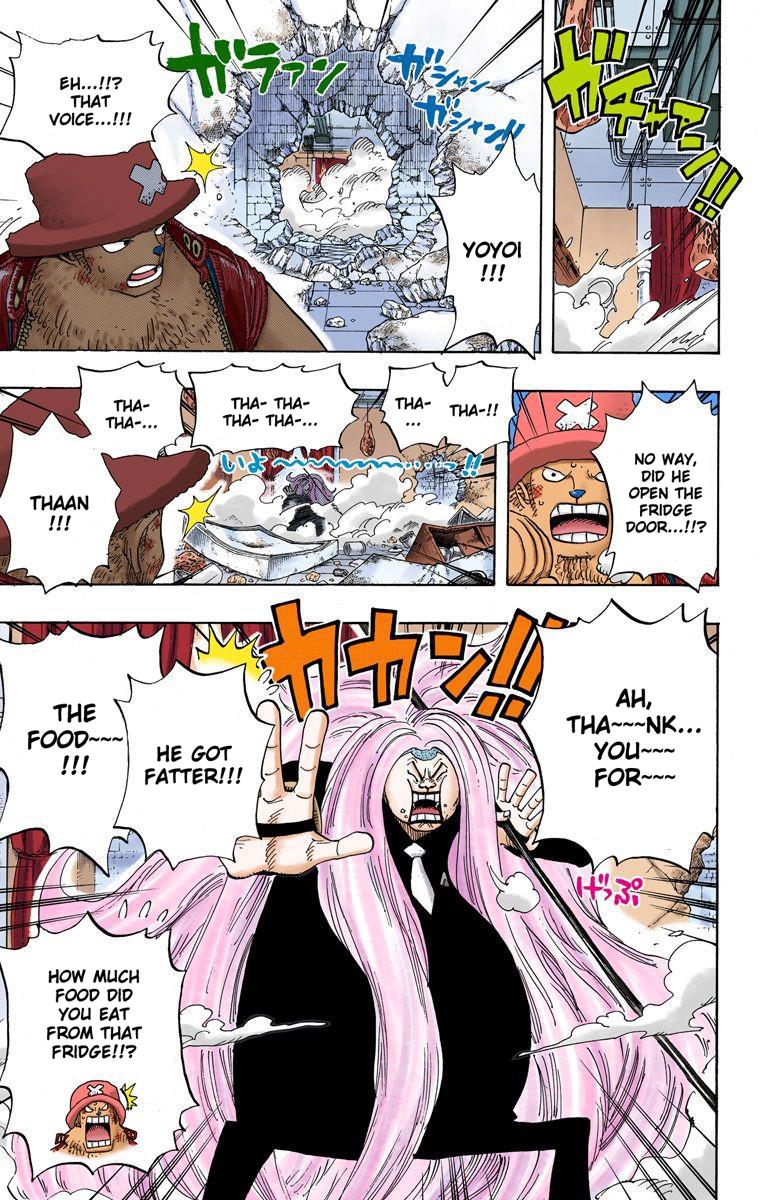 ガチャアン!!
ガシャン
ガシャン!!
ガラァン
YOYOI
!!!
EH...!!?
THAT
VOICE...!!!
NO WAY,
DID HE
OPEN THE
FRIDGE
DOOR...!!?
THA-!!
THA-
...
THA- THA-
THA- THA-...
THA-
THA-...
いよ〜〜〜〜〜……っ!!
THAAN
!!!
カカン!!
AH,
THA~~~NK...
YOU~~~
FOR~~~
HE GOT
FATTER!!!
THE
FOOD~~~
!!!
げっぷ
HOW MUCH
FOOD DID
YOU EAT
FROM THAT
FRIDGE!!?